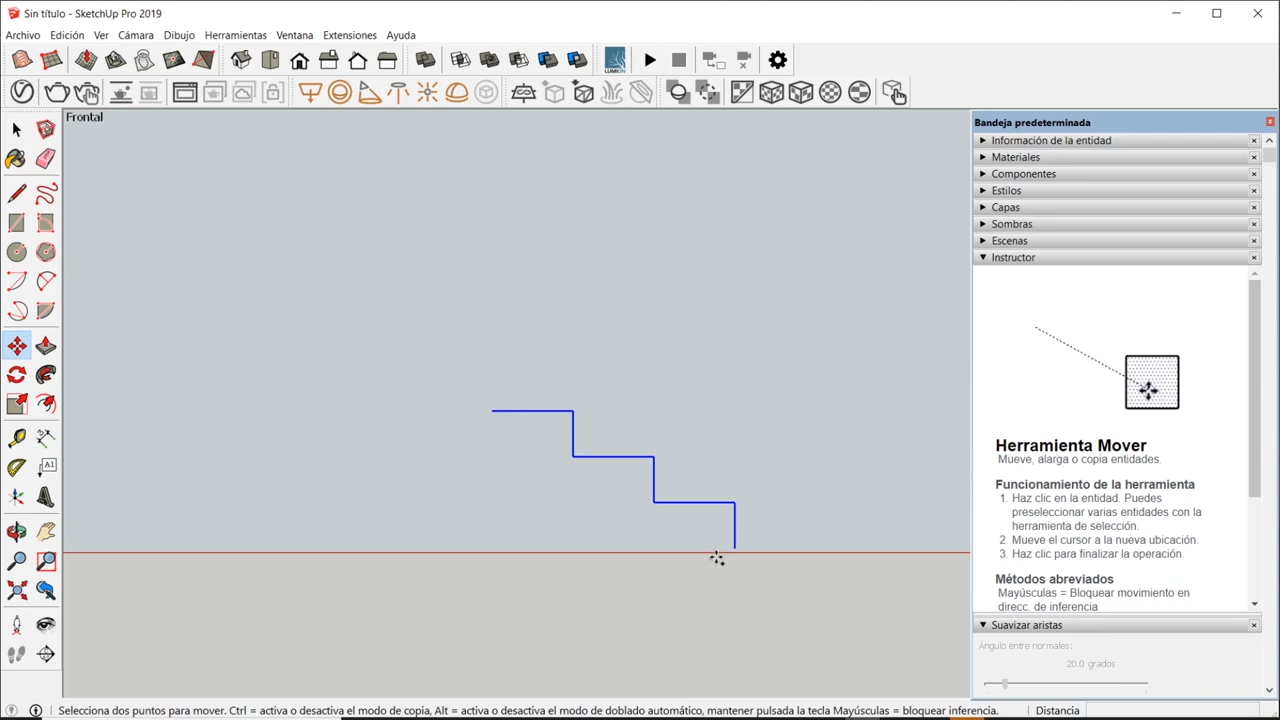 Sin título - SketchUp Pro 2019
Archivo Edición Ver Cámara Dibujo Herramientas Ventana Extensiones Ayuda
LUMION
Frontal
Bandeja predeterminada
Información de la entidad
Materiales
Componentes
Estilos
Capas
Sombras
Escenas
Instructor
A1
Herramienta Mover
Mueve, alarga o copia entidades.
Funcionamiento de la herramienta
1. Haz clic en la entidad. Puedes
preseleccionar varias entidades con la
herramienta de selección.
2. Mueve el cursor a la nueva ubicación.
3. Haz clic para finalizar la operación.
Métodos abreviados
Mayúsculas = Bloquear movimiento en
direcc. de inferencia
Suavizar aristas
Ángulo entre normales:
20.0 grados
Selecciona dos puntos para mover. Ctrl = activa o desactiva el modo de copia, Alt = activa o desactiva el modo de doblado automático, mantener pulsada la tecla Mayúsculas = bloquear inferencia.
Distancia